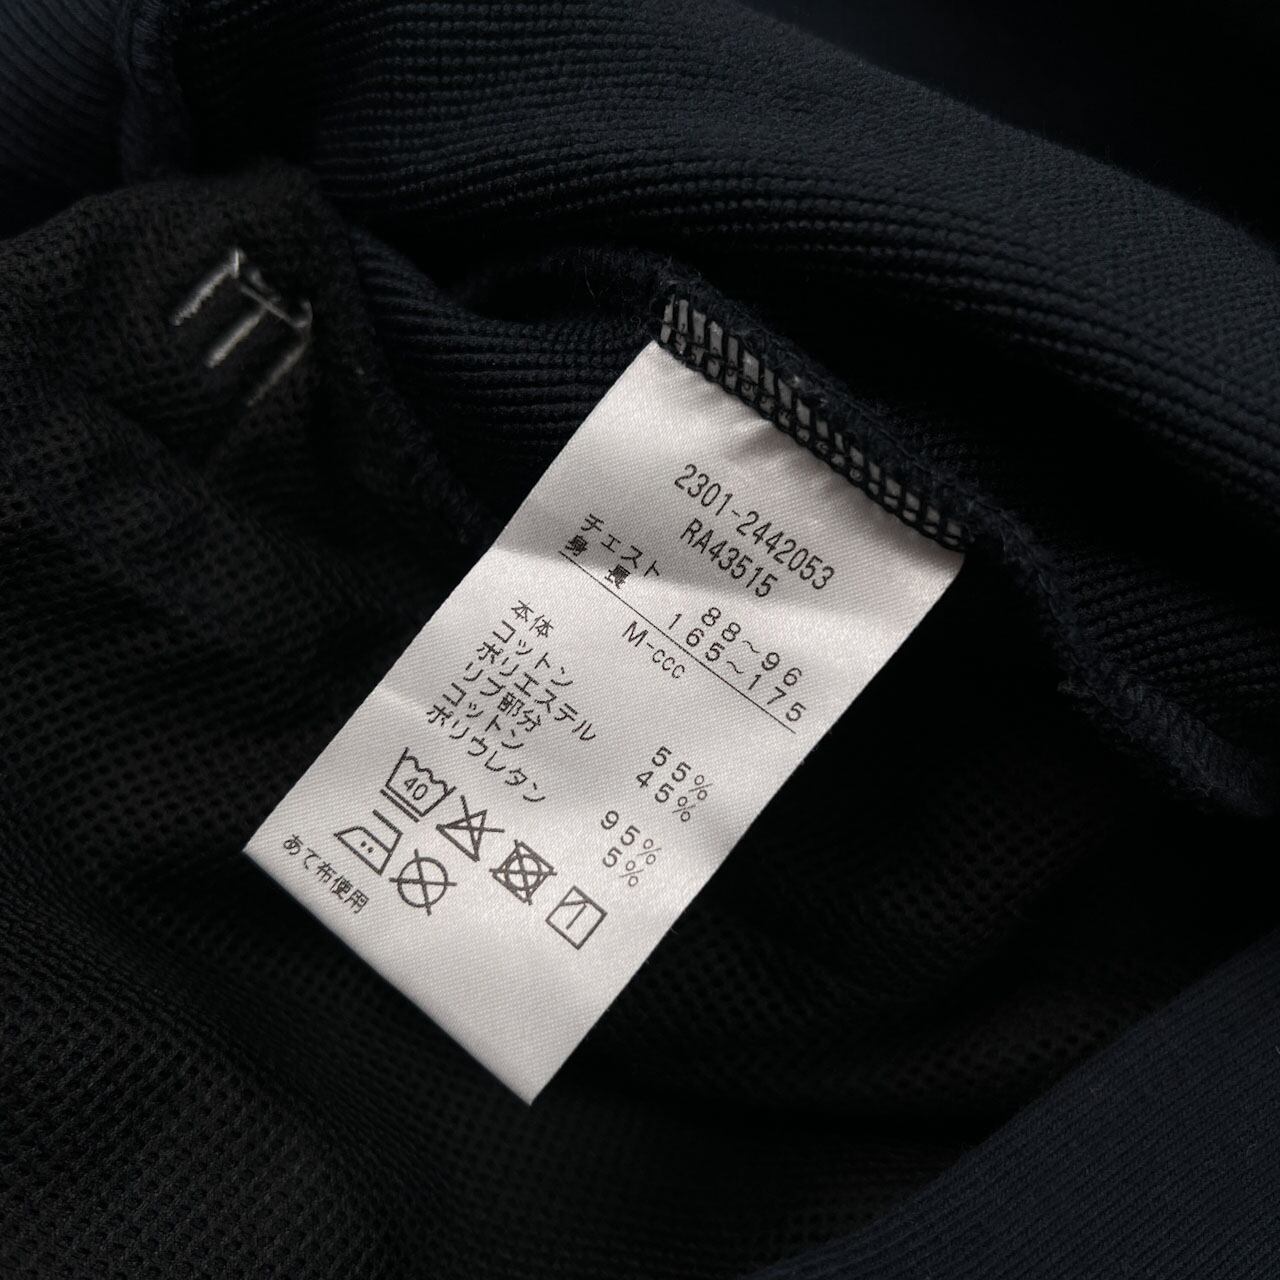 2301-2442053
RA43515
チェスト 88～96
身長 165～175
M-ccc
本体
コットン 55%
ポリエステル 45%
リブ部分
コットン 95%
ポリウレタン 5%
40
あて布使用